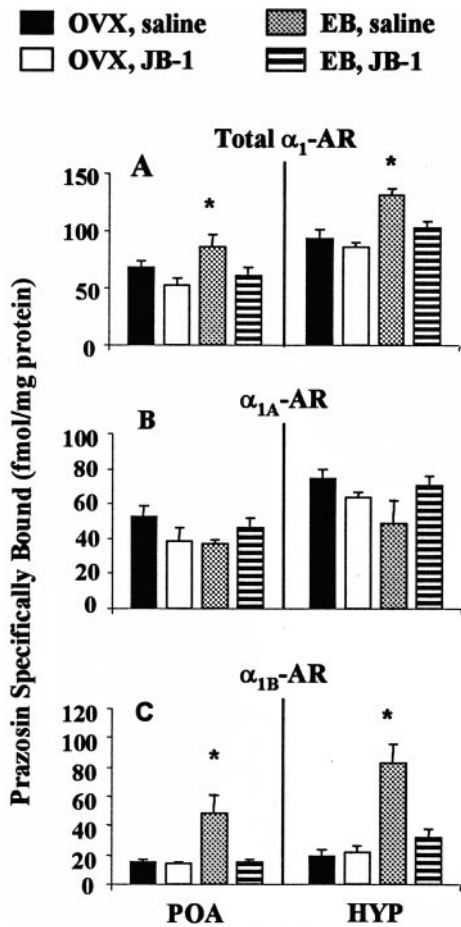 OVX, saline EB, saline
OVX, JB-1 EB, JB-1
Total α1-AR
A
*
*
150
100
50
0
α1A-AR
B
100
80
60
40
20
0
α1B-AR
C
*
*
120
100
80
60
40
20
0
POA HYP
Prazosin Specifically Bound (fmol/mg protein)